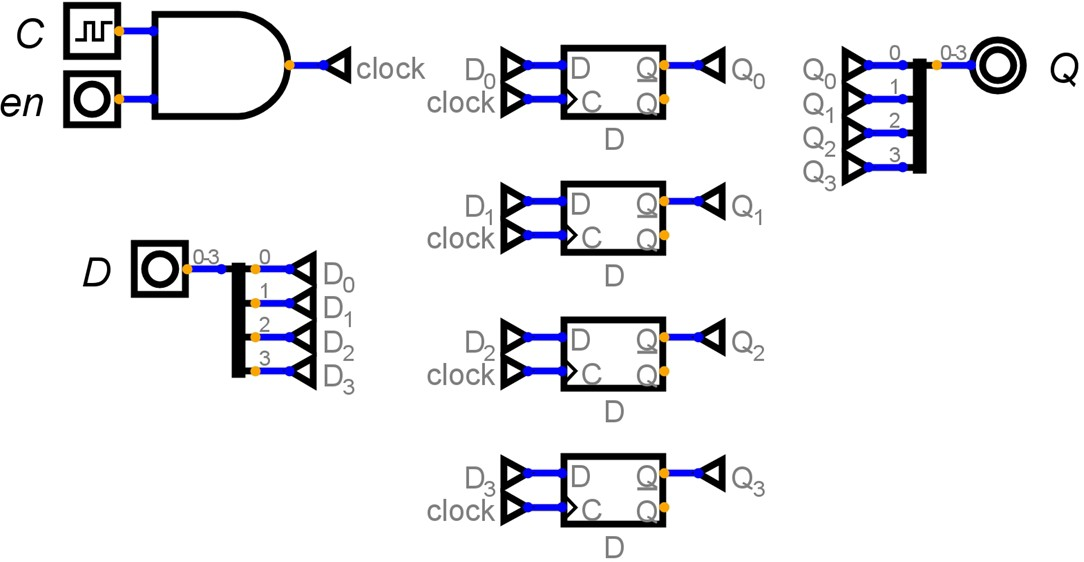 C
en
clock
D
0-3
0
1
2
3
D₀
D₁
D₂
D₃
D₀
clock
D
C
Q
Q
D
Q₀
D₁
clock
D
C
Q
Q
D
Q₁
D₂
clock
D
C
Q
Q
D
Q₂
D₃
clock
D
C
Q
Q
D
Q₃
Q₀
Q₁
Q₂
Q₃
0
1
2
3
0-3
Q